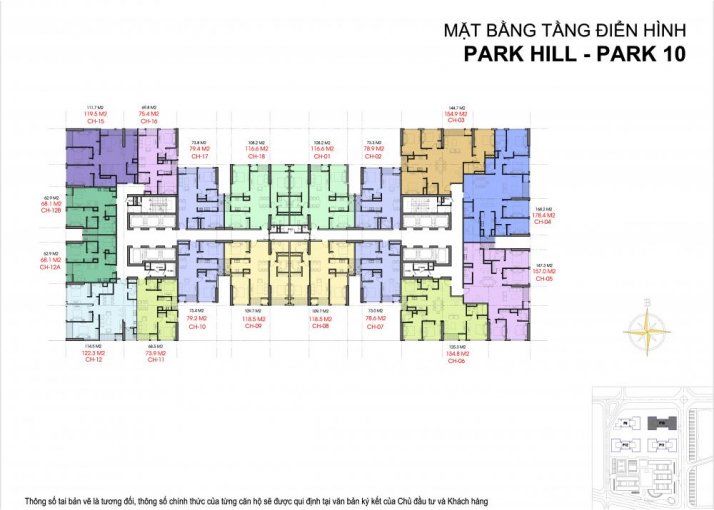 MẶT BẰNG TẦNG ĐIỂN HÌNH
PARK HILL - PARK 10
111.7 M2
119.5 M2
CH-15
69.8 M2
75.4 M2
CH-16
73.8 M2
79.4 M2
CH-17
108.2 M2
116.6 M2
CH-18
108.2 M2
116.6 M2
CH-01
73.3 M2
78.9 M2
CH-02
144.7 M2
154.9 M2
CH-03
62.9 M2
68.1 M2
CH-12B
62.9 M2
68.1 M2
CH-12A
178.4 M2
CH-04
147.3 M2
157.0 M2
CH-05
114.5 M2
122.3 M2
CH-12
68.5 M2
73.9 M2
CH-11
73.4 M2
79.2 M2
CH-10
109.7 M2
118.5 M2
CH-09
109.7 M2
118.5 M2
CH-08
73.0 M2
78.6 M2
CH-07
134.8 M2
CH-06
P9
P10
P12
P11
Thông số tại bản vẽ là tương đối, thông số chính thức của từng căn hộ sẽ được qui định tại văn bản ký kết của Chủ đầu tư và Khách hàng